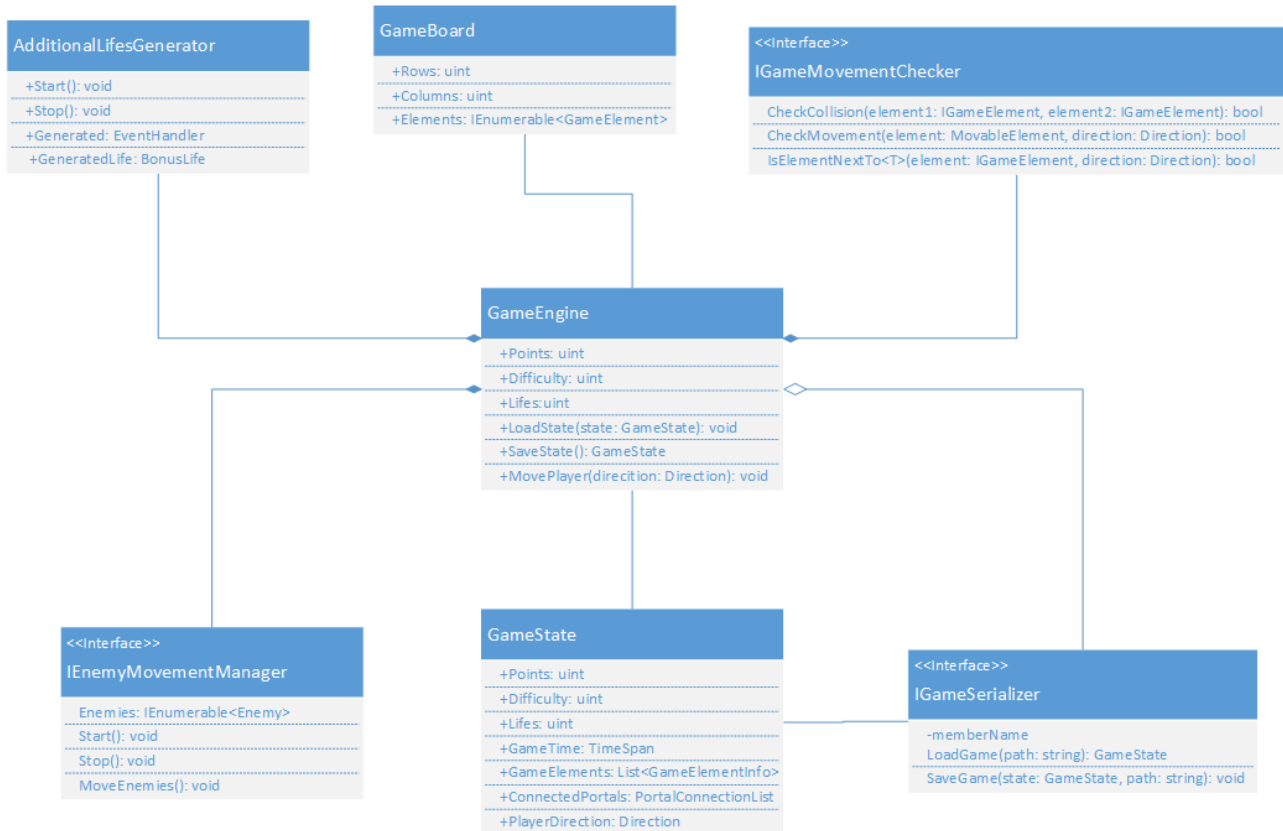 AdditionalLifesGenerator
+Start(): void
+Stop(): void
+Generated: EventHandler
+GeneratedLife: BonusLife
GameBoard
+Rows: uint
+Columns: uint
+Elements: IEnumerable<GameElement>
<<Interface>>
IGameMovementChecker
CheckCollision(element1: IGameElement, element2: IGameElement): bool
CheckMovement(element: MovableElement, direction: Direction): bool
IsElementNextTo<T>(element: IGameElement, direction: Direction): bool
GameEngine
+Points: uint
+Difficulty: uint
+Lifes:uint
+LoadState(state: GameState): void
+SaveState(): GameState
+MovePlayer(direcition: Direction): void
<<Interface>>
IEnemyMovementManager
Enemies: IEnumerable<Enemy>
Start(): void
Stop(): void
MoveEnemies(): void
GameState
+Points: uint
+Difficulty: uint
+Lifes: uint
+GameTime: TimeSpan
+GameElements: List<GameElementInfo>
+ConnectedPortals: PortalConnectionList
+PlayerDirection: Direction
<<Interface>>
IGameSerializer
-memberName
LoadGame(path: string): GameState
SaveGame(state: GameState, path: string): void